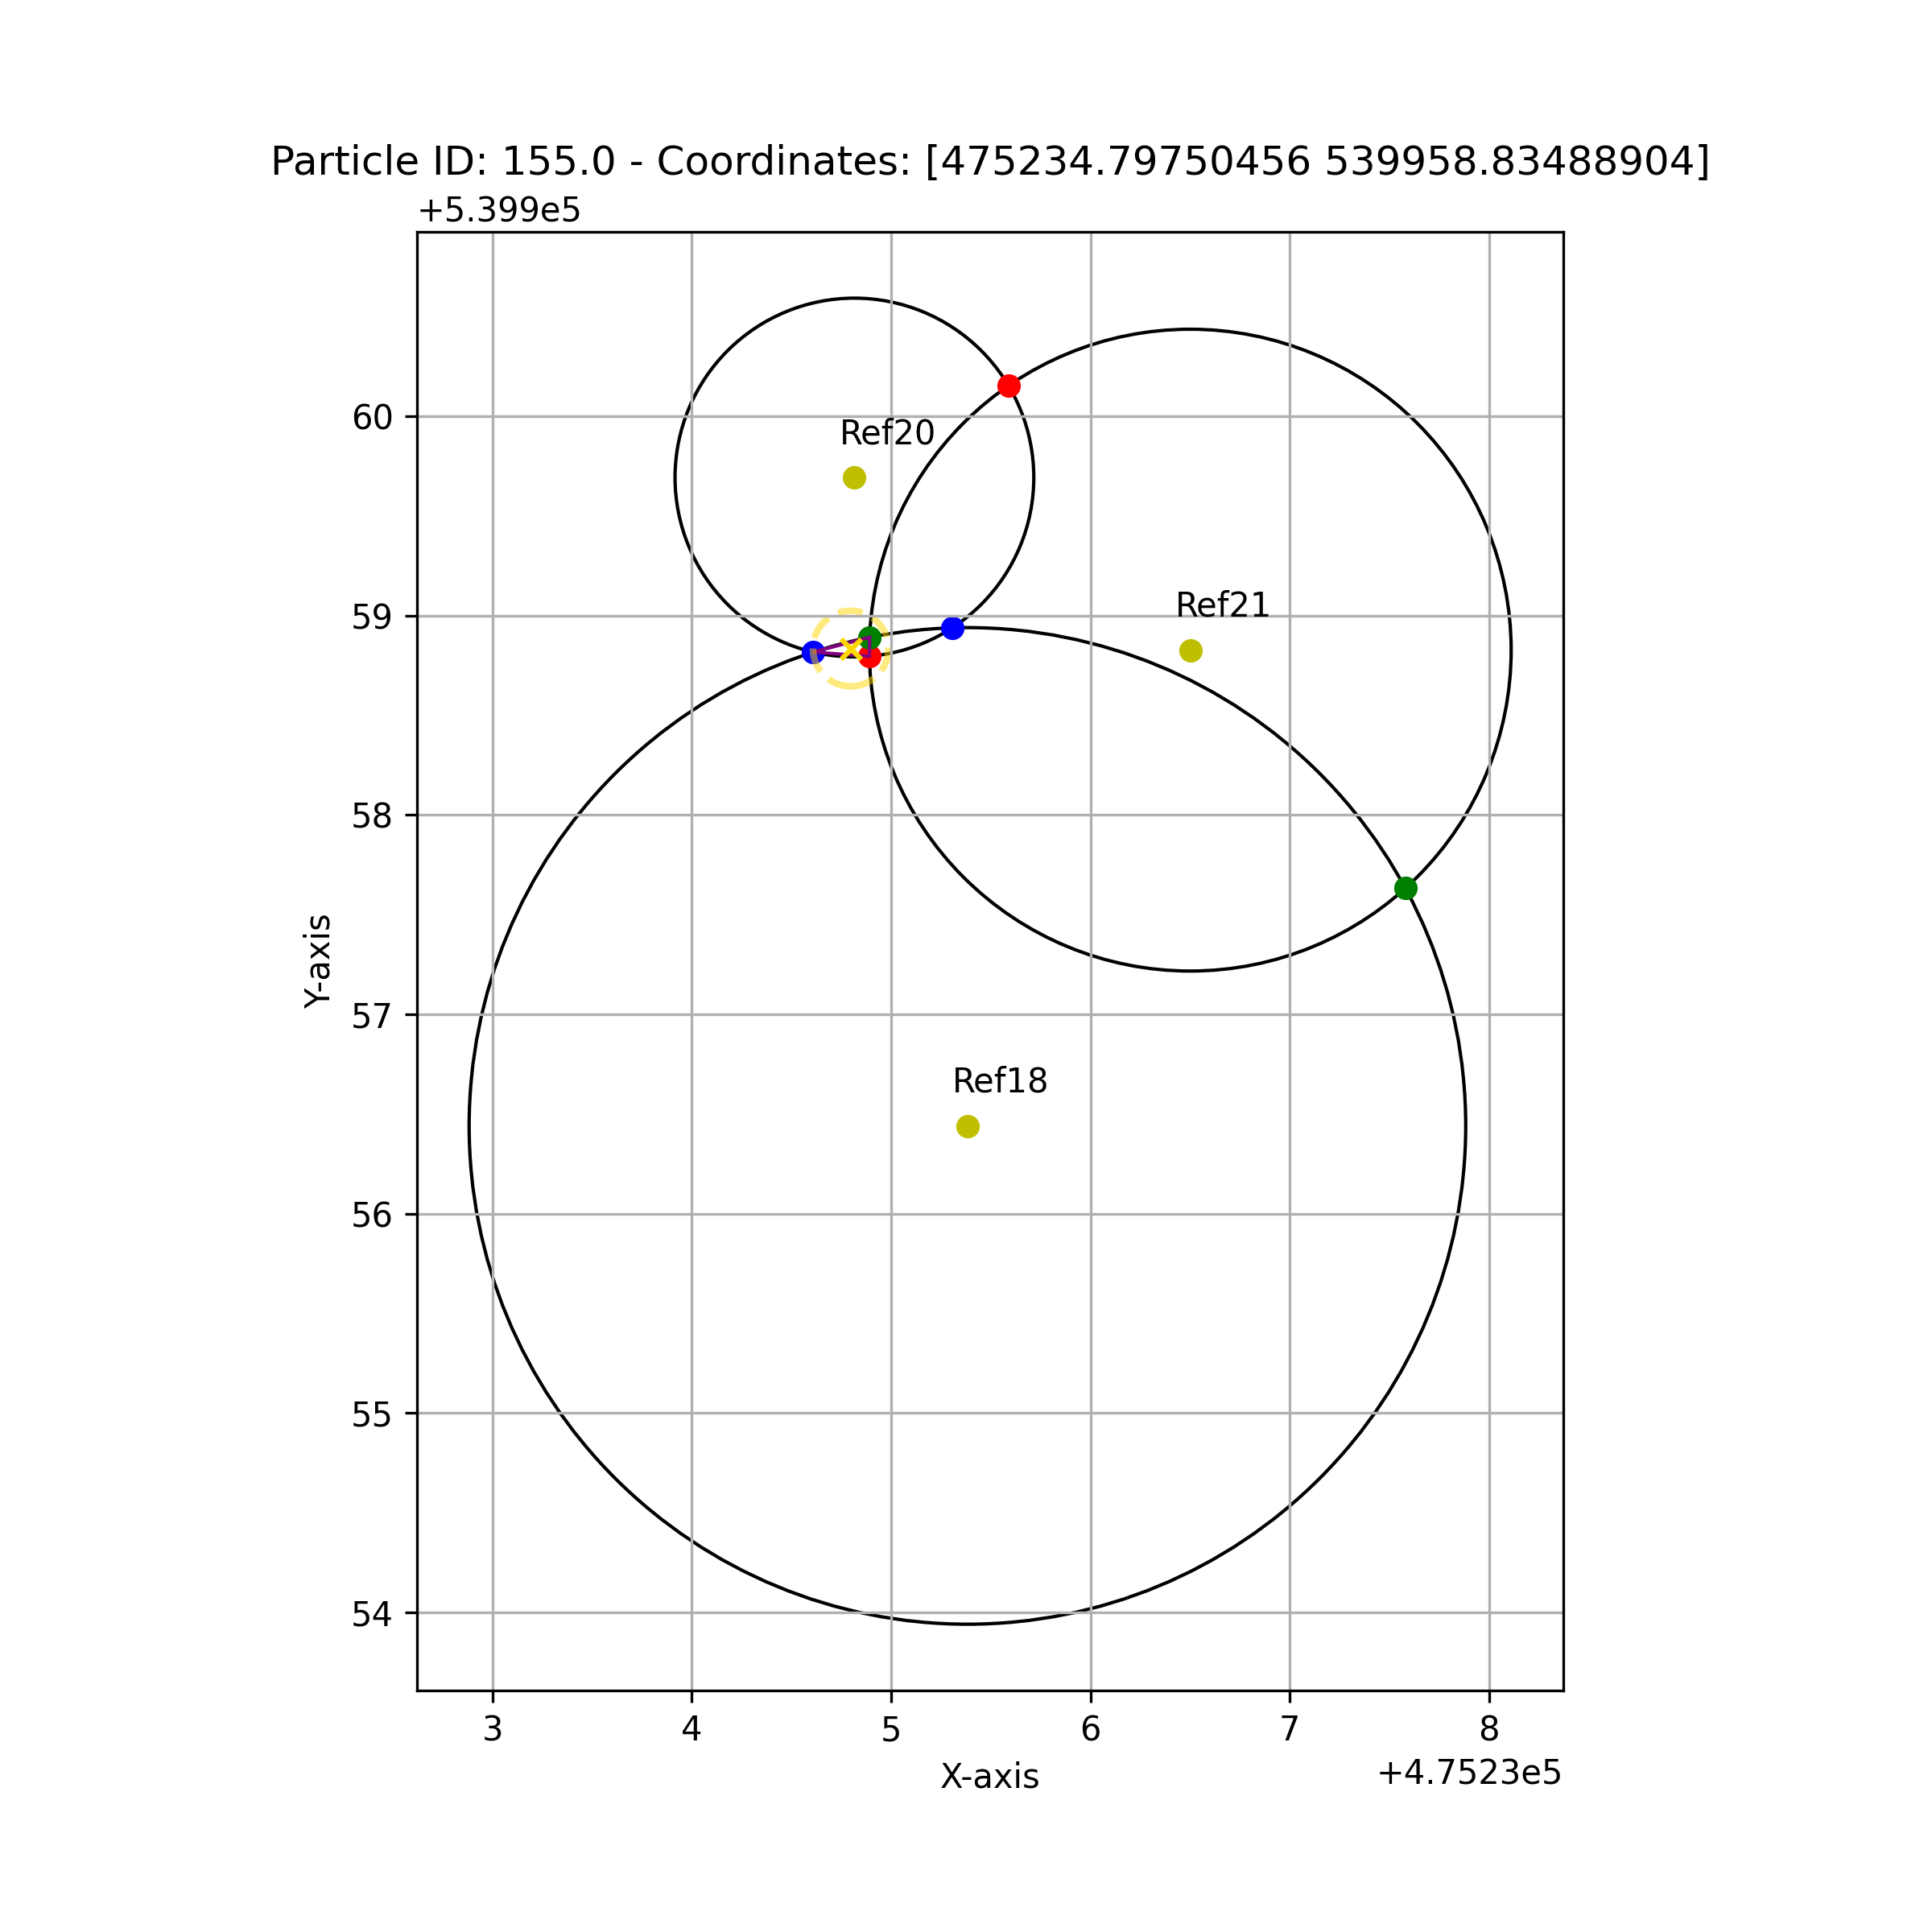 Particle ID: 155.0 - Coordinates: [475234.79750456 539958.83488904]
+5.399e5
60
Ref20
59
Ref21
58
57
Y-axis
Ref18
56
55
54
3 4 5 6 7 8
X-axis
+4.7523e5